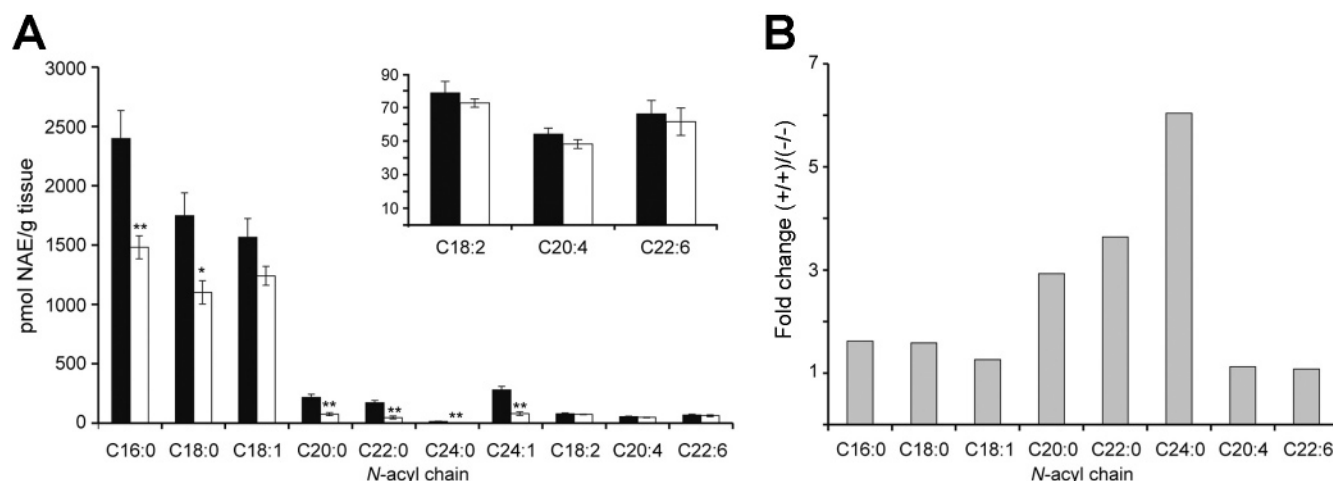 A
pmol NAE/g tissue
3000
2500
2000
1500
1000
500
0
** * ** ** ** **
C16:0 C18:0 C18:1 C20:0 C22:0 C24:0 C24:1 C18:2 C20:4 C22:6
N-acyl chain
90
70
50
30
10
C18:2 C20:4 C22:6
B
Fold change (+/+)/(-/-)
7
5
3
1
C16:0 C18:0 C18:1 C20:0 C22:0 C24:0 C20:4 C22:6
N-acyl chain